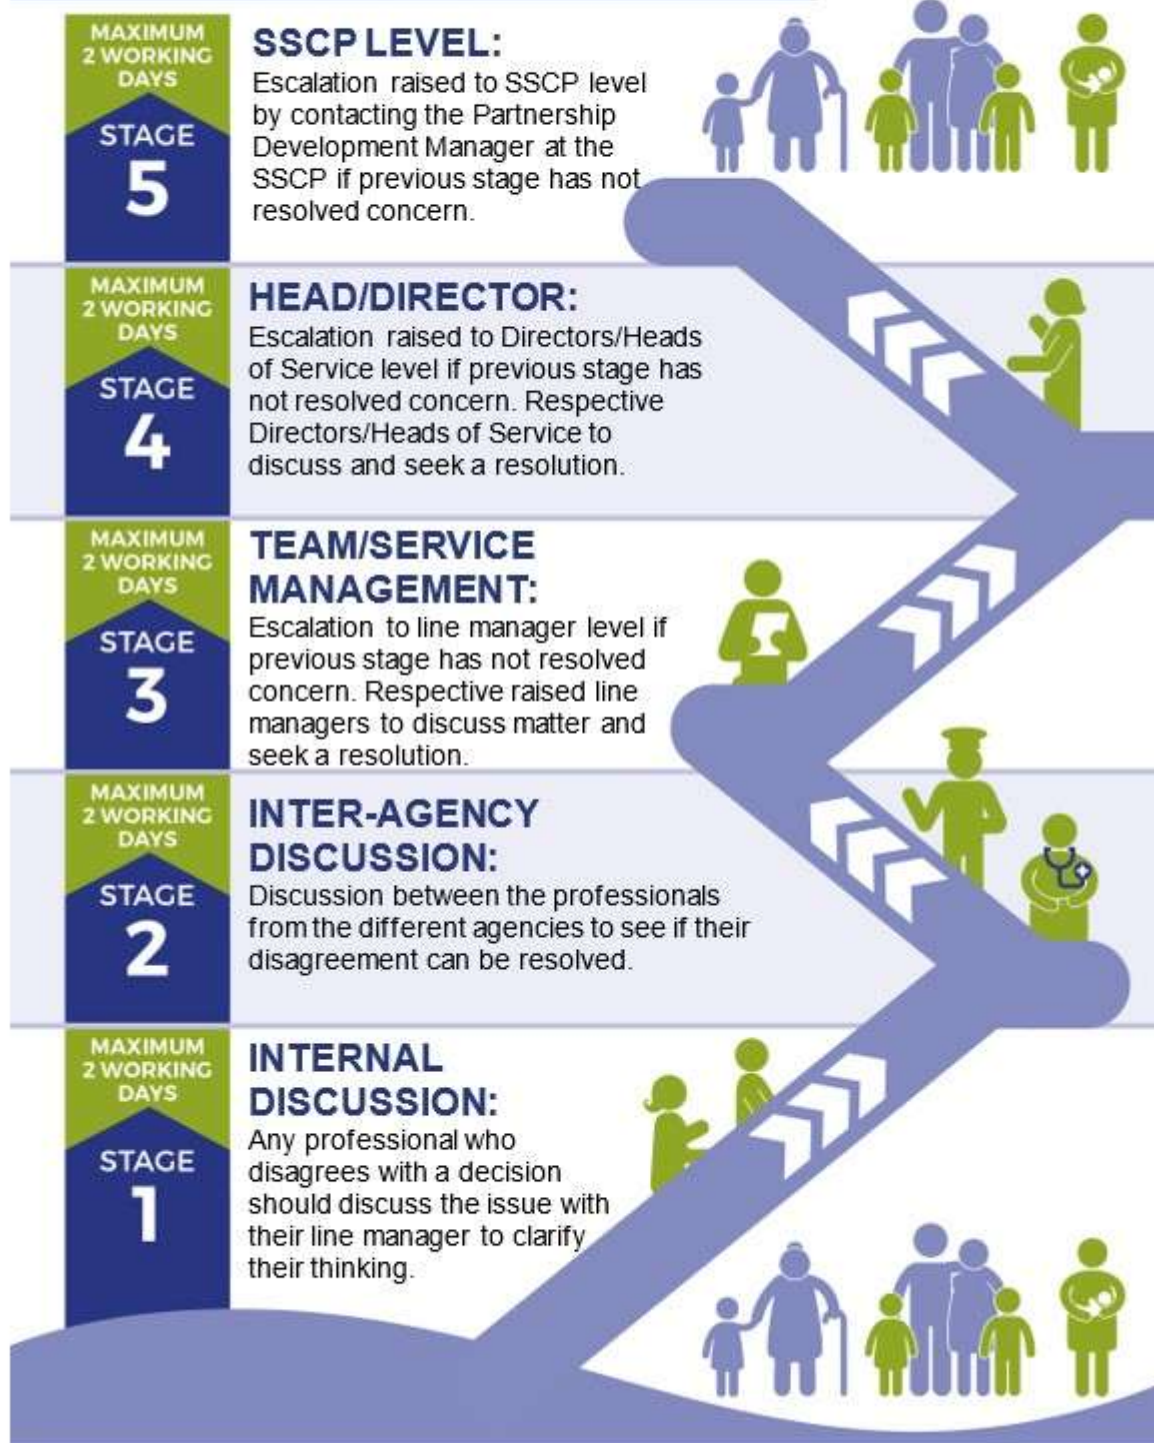 MAXIMUM
2 WORKING
DAYS
STAGE
5
SSCP LEVEL:
Escalation raised to SSCP level
by contacting the Partnership
Development Manager at the
SSCP if previous stage has not
resolved concern.
MAXIMUM
2 WORKING
DAYS
STAGE
4
HEAD/DIRECTOR:
Escalation raised to Directors/Heads
of Service level if previous stage has
not resolved concern. Respective
Directors/Heads of Service to
discuss and seek a resolution.
MAXIMUM
2 WORKING
DAYS
STAGE
3
TEAM/SERVICE
MANAGEMENT:
Escalation to line manager level if
previous stage has not resolved
concern. Respective raised line
managers to discuss matter and
seek a resolution.
MAXIMUM
2 WORKING
DAYS
STAGE
2
INTER-AGENCY
DISCUSSION:
Discussion between the professionals
from the different agencies to see if their
disagreement can be resolved.
MAXIMUM
2 WORKING
DAYS
STAGE
1
INTERNAL
DISCUSSION:
Any professional who
disagrees with a decision
should discuss the issue with
their line manager to clarify
their thinking.